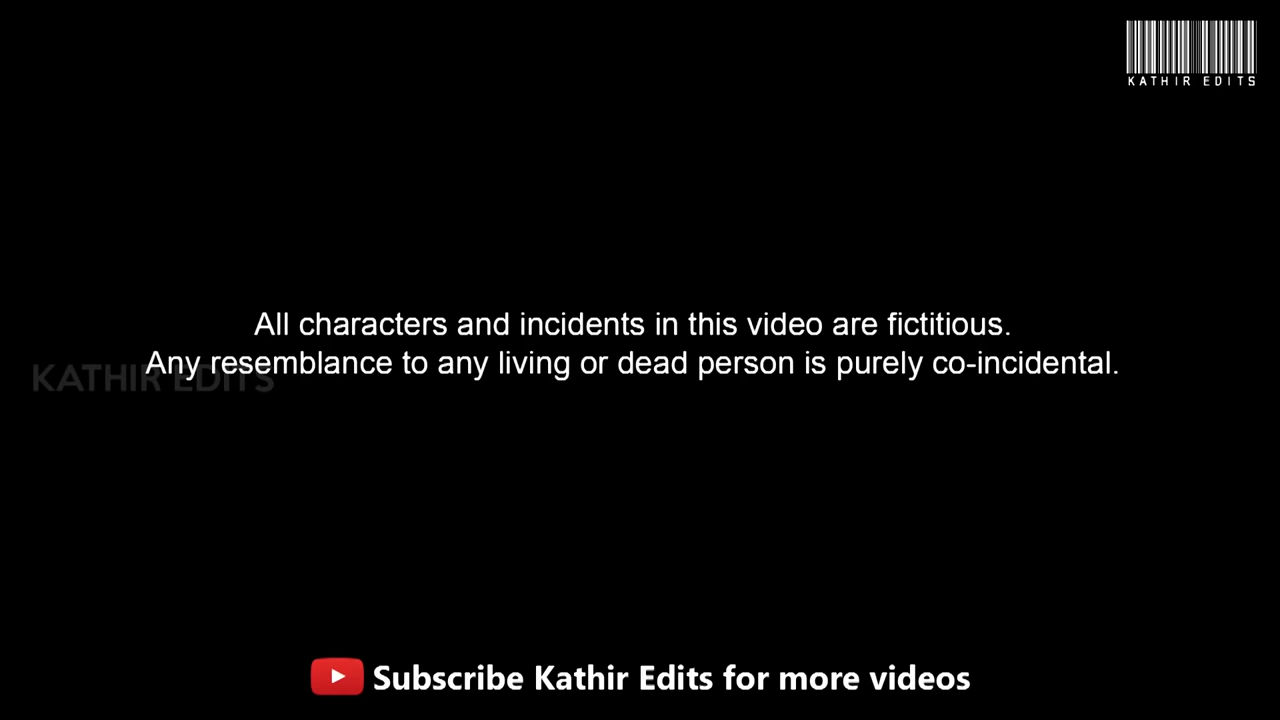 KATHIR EDITS
All characters and incidents in this video are fictitious.
Any resemblance to any living or dead person is purely co-incidental.
KATHIR EDITS
Subscribe Kathir Edits for more videos